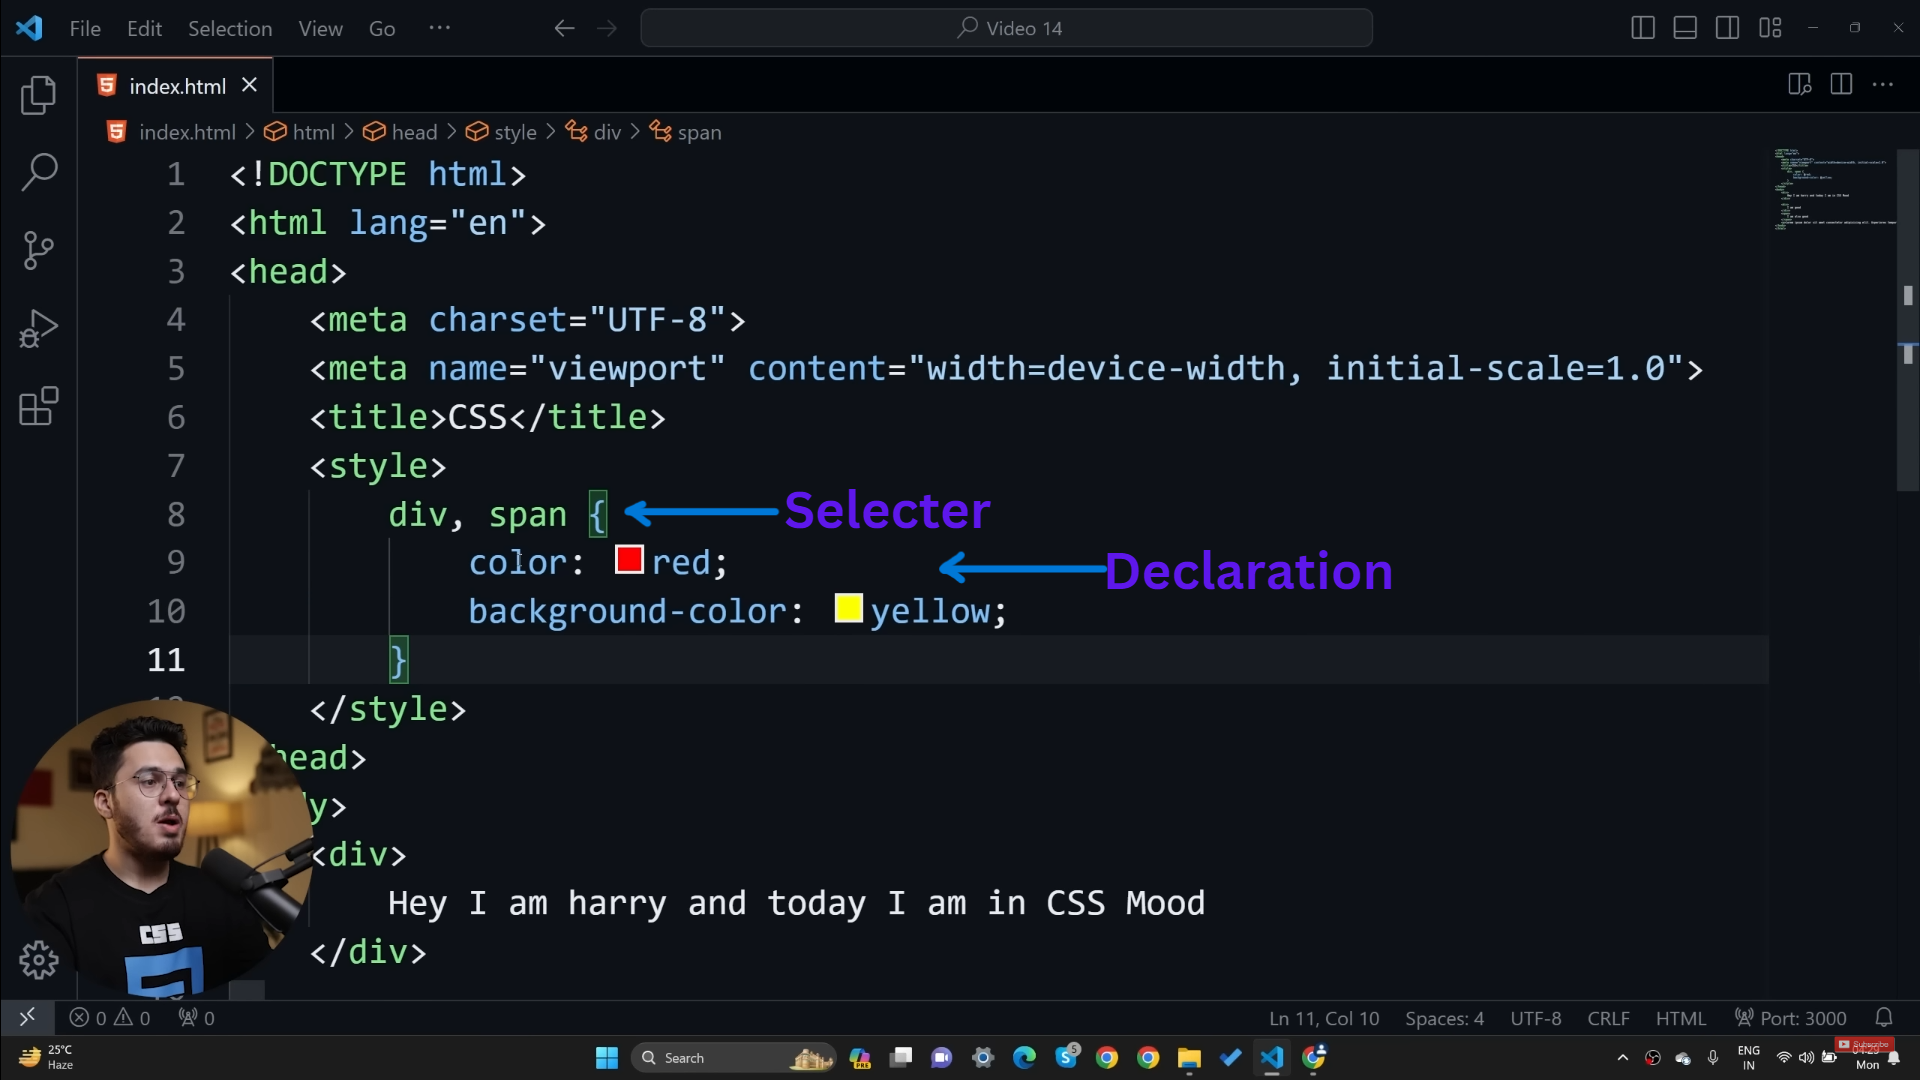 File Edit Selection View Go ··· Video 14
index.html
index.html > html > head > style > div > span
1 <!DOCTYPE html>
2 <html lang="en">
3 <head>
4 <meta charset="UTF-8">
5 <meta name="viewport" content="width=device-width, initial-scale=1.0">
6 <title>CSS</title>
7 <style>
8 div, span { Selecter
9 color: red; Declaration
10 background-color: yellow;
11 }
</style>
head>
y>
<div>
Hey I am harry and today I am in CSS Mood
</div>
CSS
0 0 0 Ln 11, Col 10 Spaces: 4 UTF-8 CRLF HTML Port: 3000
25°C
Haze
Search
PRE
5
ENG
IN
Subscribe
Mon